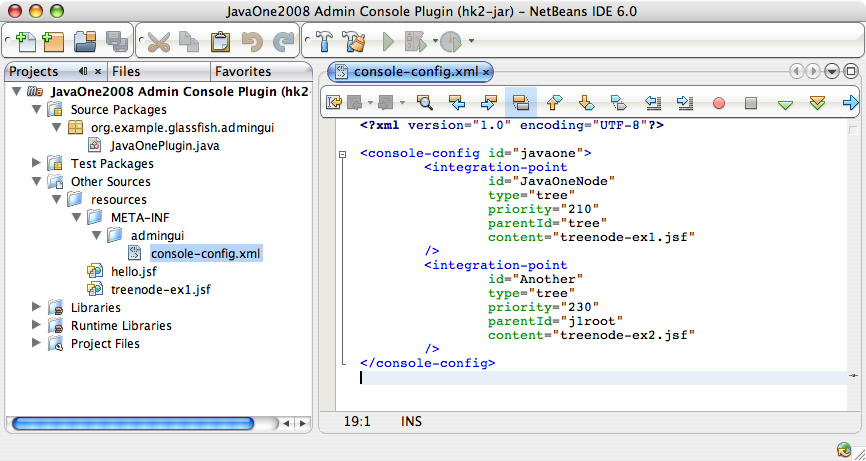 JavaOne2008 Admin Console Plugin (hk2-jar) - NetBeans IDE 6.0
Projects
Files
Favorites
JavaOne2008 Admin Console Plugin (hk2-
Source Packages
org.example.glassfish.admingui
JavaOnePlugin.java
Test Packages
Other Sources
resources
META-INF
admingui
console-config.xml
hello.jsf
treenode-ex1.jsf
Libraries
Runtime Libraries
Project Files
console-config.xml
<?xml version="1.0" encoding="UTF-8"?>
<console-config id="javaone">
<integration-point
id="JavaOneNode"
type="tree"
priority="210"
parentId="tree"
content="treenode-ex1.jsf"
/>
<integration-point
id="Another"
type="tree"
priority="230"
parentId="j1root"
content="treenode-ex2.jsf"
/>
</console-config>
19:1 INS